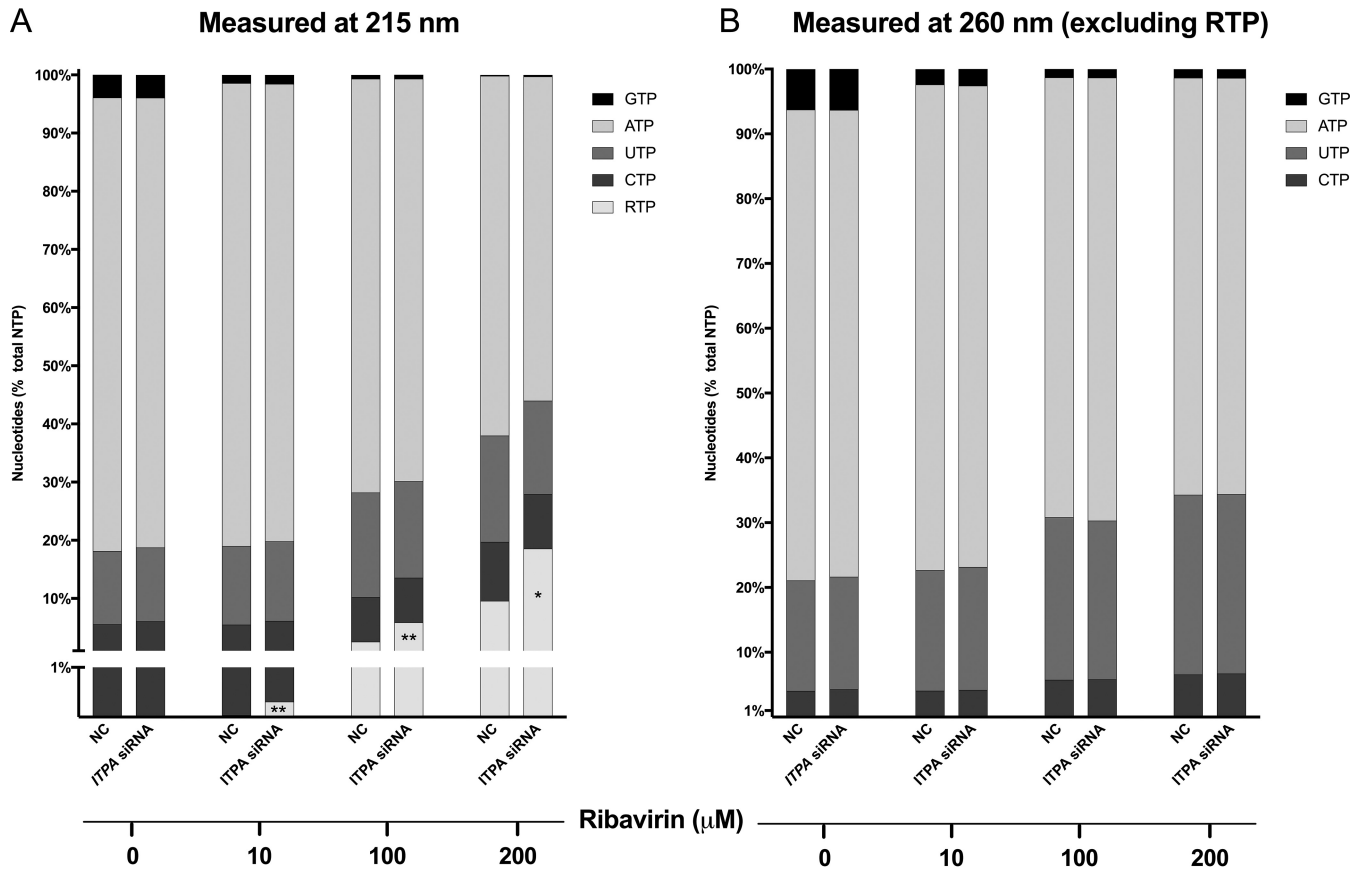 A
Measured at 215 nm
Nucleotides (% total NTP)
100%
90%
80%
70%
60%
50%
40%
30%
20%
10%
1%
GTP
ATP
UTP
CTP
RTP
**
**
*
NC
ITPA siRNA
NC
ITPA siRNA
NC
ITPA siRNA
NC
ITPA siRNA
0
10
100
200
Ribavirin (μM)
B
Measured at 260 nm (excluding RTP)
Nucleotides (% total NTP)
100%
90%
80%
70%
60%
50%
40%
30%
20%
10%
1%
GTP
ATP
UTP
CTP
NC
ITPA siRNA
NC
ITPA siRNA
NC
ITPA siRNA
NC
ITPA siRNA
0
10
100
200